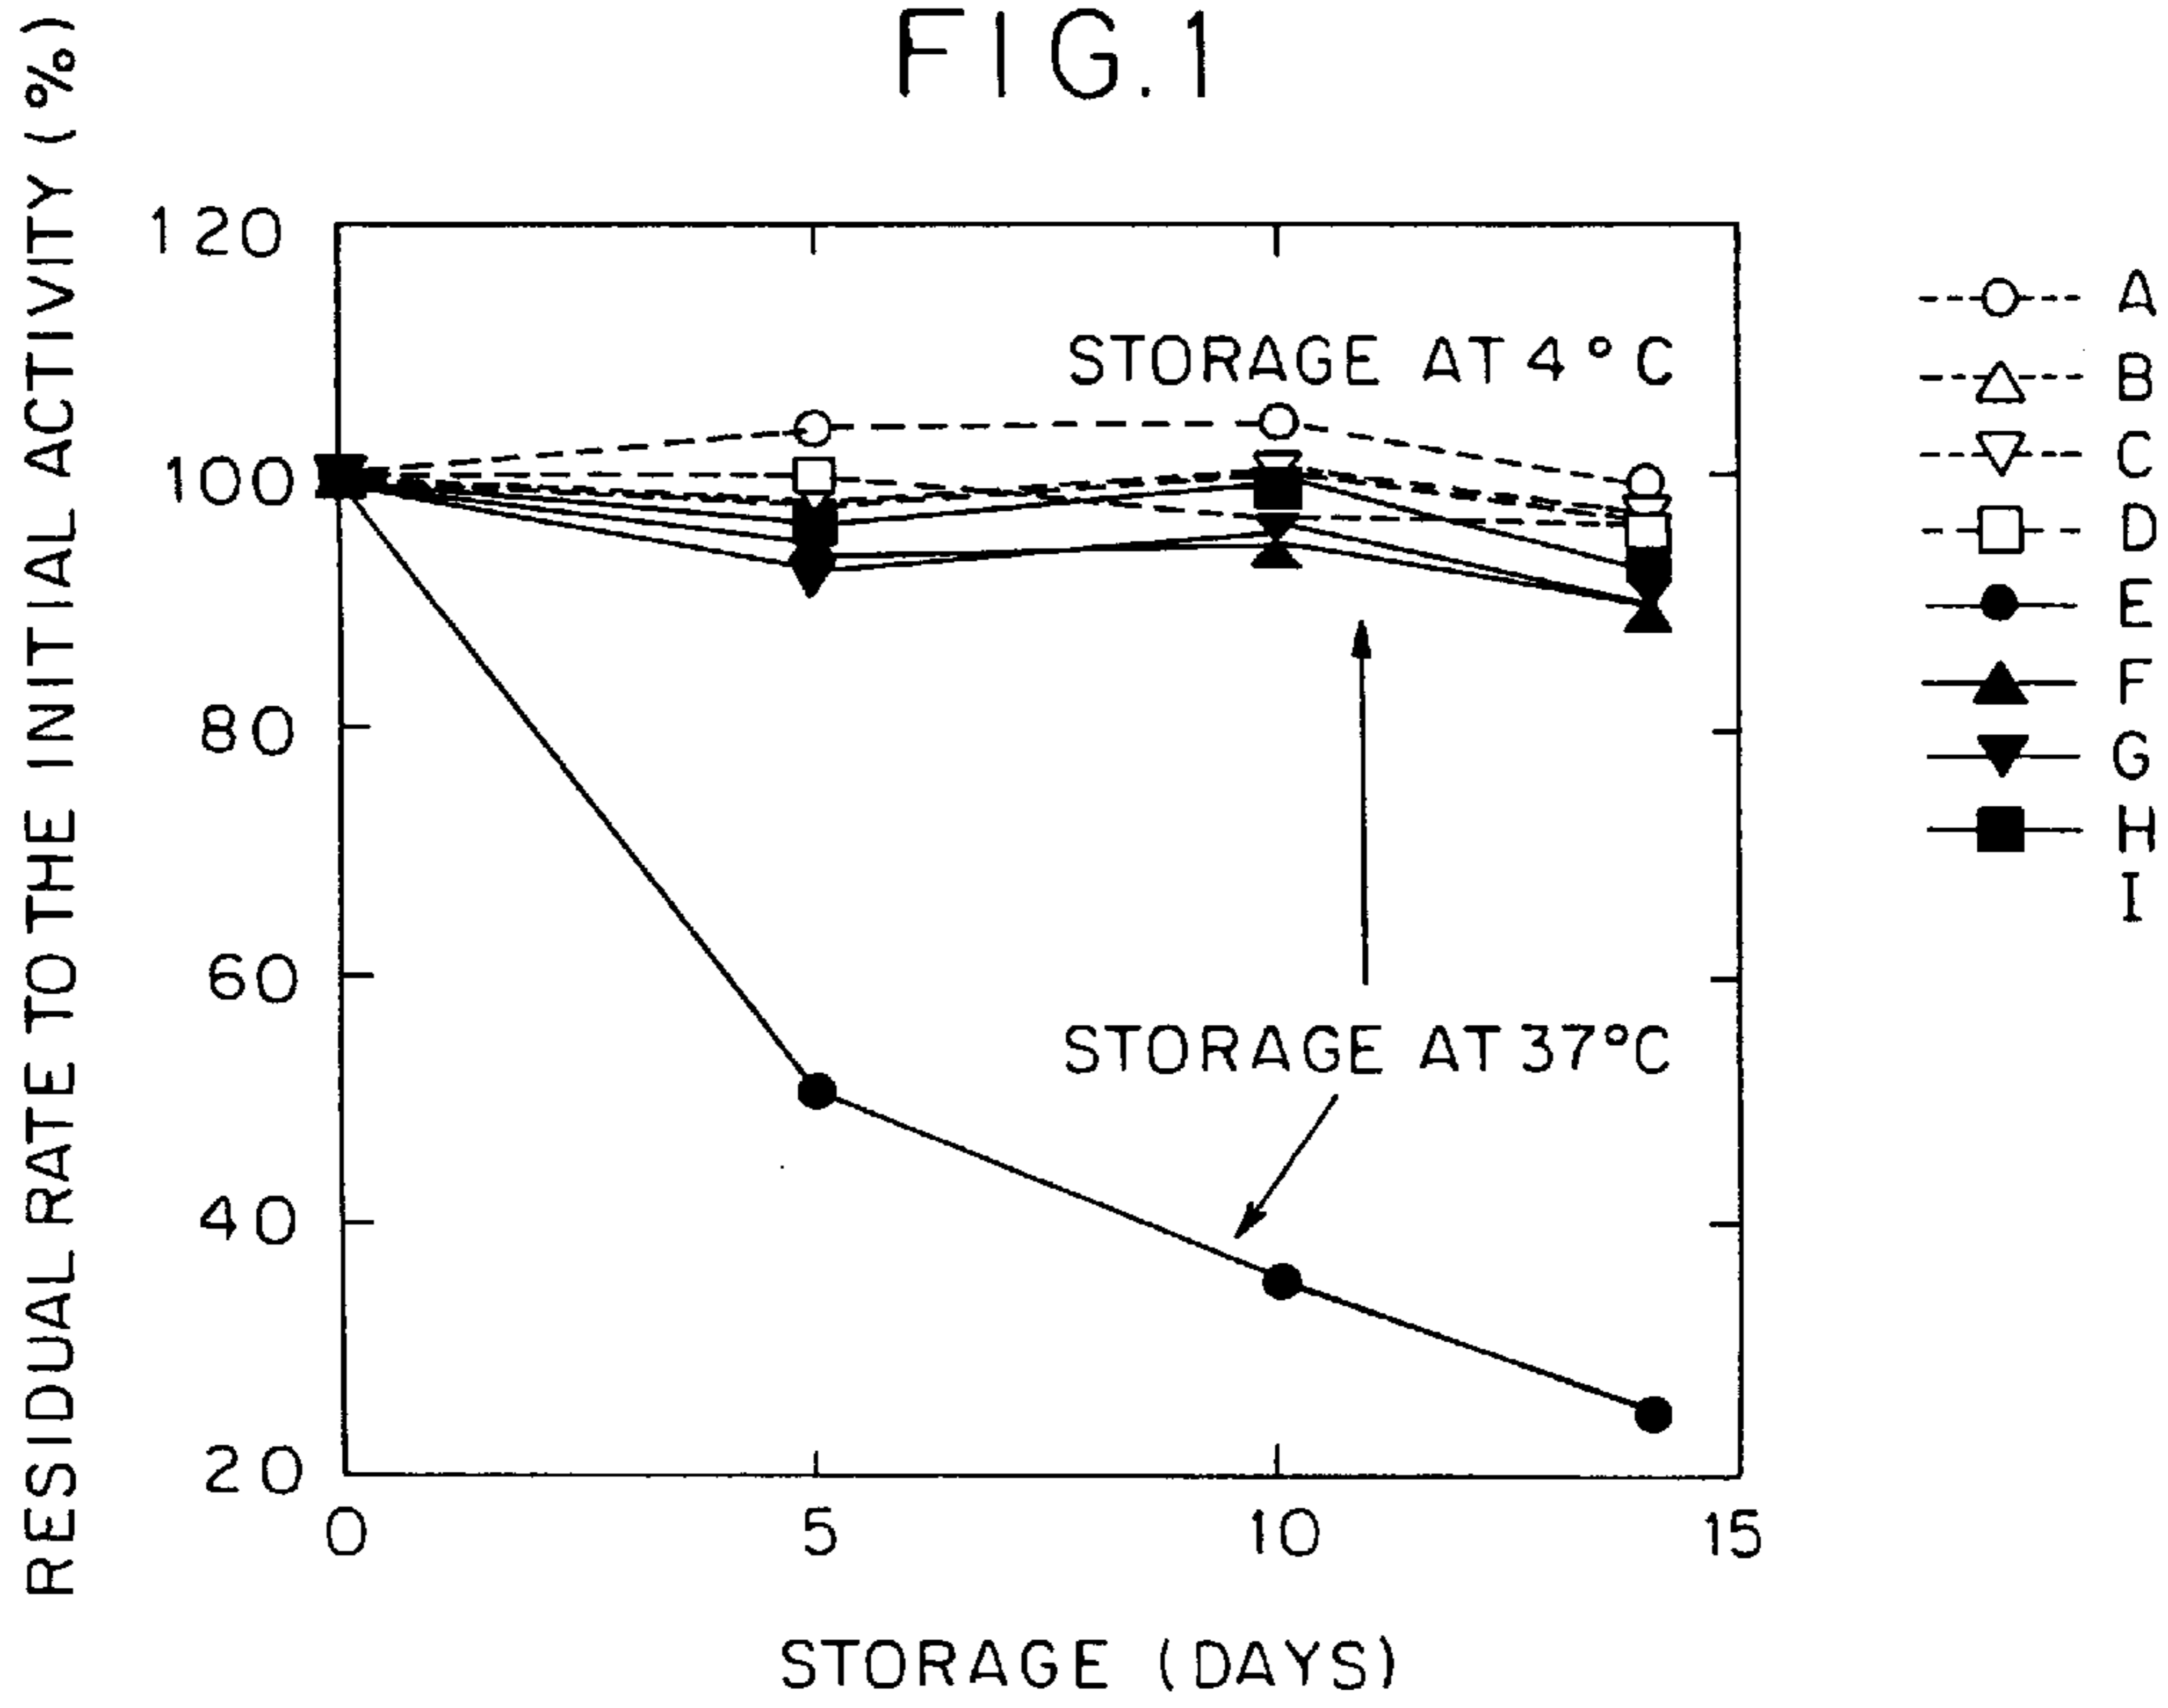 FIG.1
RESIDUAL RATE TO THE INITIAL ACTIVITY (%)
120
100
80
60
40
20
0
5
10
15
STORAGE (DAYS)
STORAGE AT 4°C
STORAGE AT 37°C
A
B
C
D
E
F
G
H
I